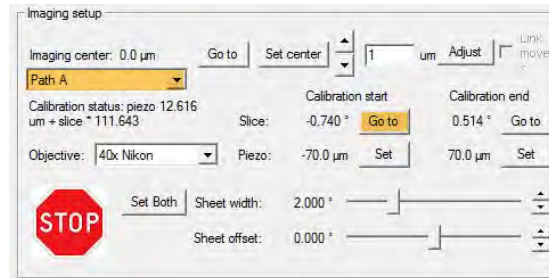 Imaging setup
Link
Imaging center: 0.0 µm Go to Set center 1 um Adjust move
Path A
Calibration start Calibration end
Calibration status: piezo 12.616
um + slice * 111.643
Slice: -0.740 ° Go to 0.514 ° Go to
Objective: 40x Nikon Piezo: -70.0 µm Set 70.0 µm Set
STOP
Set Both Sheet width: 2.000 °
Sheet offset: 0.000 °